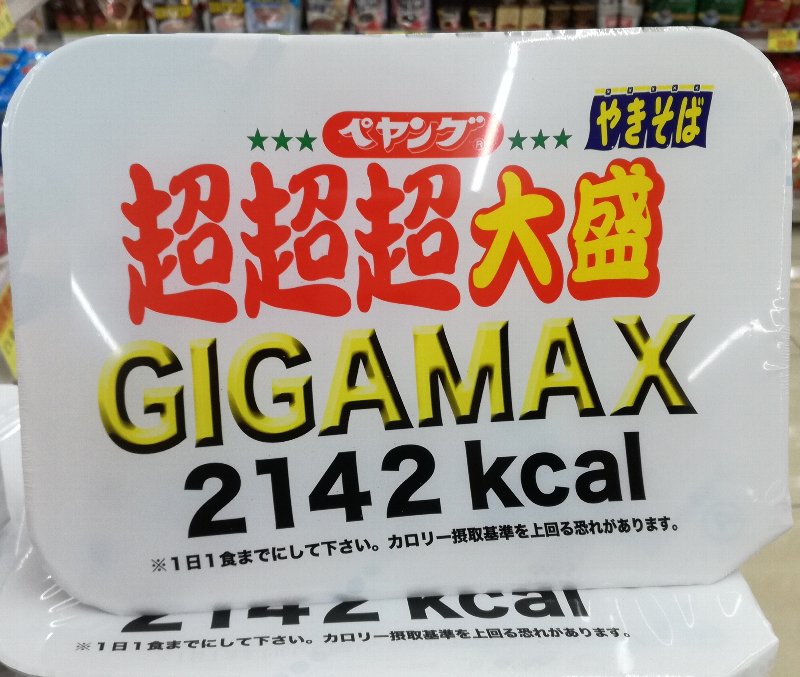 ★★★ペヤング®★★★
やきそば
超超超大盛
GIGAMAX
2142 kcal
※1日1食までにして下さい。カロリー摂取基準を上回る恐れがあります。
2142 kcal
※1日1食までにして下さい。カロリー摂取基準を上回る恐れがあります。